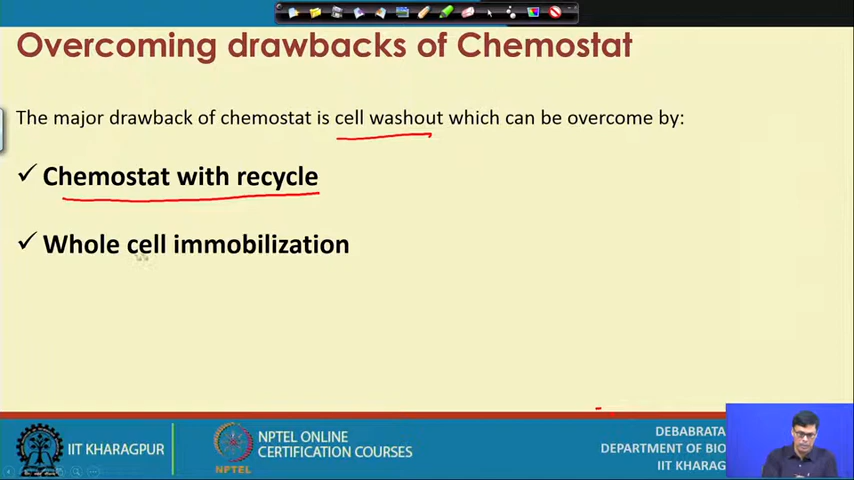 Overcoming drawbacks of Chemostat
The major drawback of chemostat is cell washout which can be overcome by:
✓ Chemostat with recycle
✓ Whole cell immobilization
IIT KHARAGPUR
NPTEL
NPTEL ONLINE
CERTIFICATION COURSES
DEBABRATA
DEPARTMENT OF BIO
IIT KHARAG